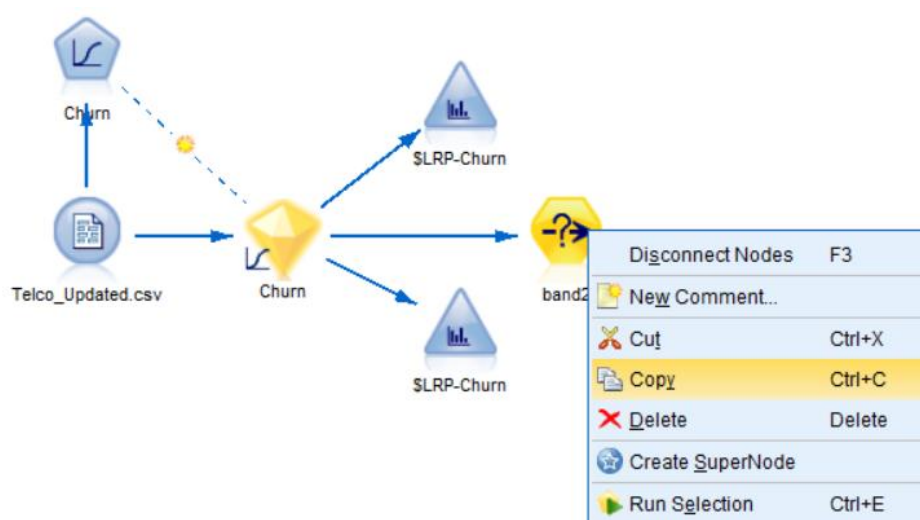 Churn
$LRP-Churn
Telco_Updated.csv
Churn
band2
$LRP-Churn
Disconnect Nodes F3
New Comment...
Cut Ctrl+X
Copy Ctrl+C
Delete Delete
Create SuperNode
Run Selection Ctrl+E